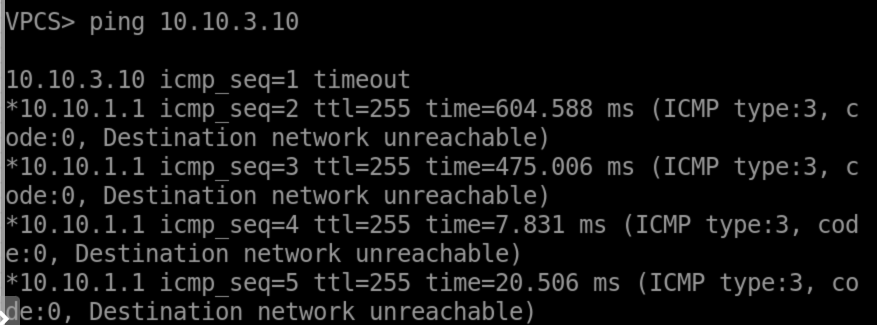 VPCS> ping 10.10.3.10
10.10.3.10 icmp_seq=1 timeout
*10.10.1.1 icmp_seq=2 ttl=255 time=604.588 ms (ICMP type:3, c
ode:0, Destination network unreachable)
*10.10.1.1 icmp_seq=3 ttl=255 time=475.006 ms (ICMP type:3, c
ode:0, Destination network unreachable)
*10.10.1.1 icmp_seq=4 ttl=255 time=7.831 ms (ICMP type:3, cod
e:0, Destination network unreachable)
*10.10.1.1 icmp_seq=5 ttl=255 time=20.506 ms (ICMP type:3, co
de:0, Destination network unreachable)